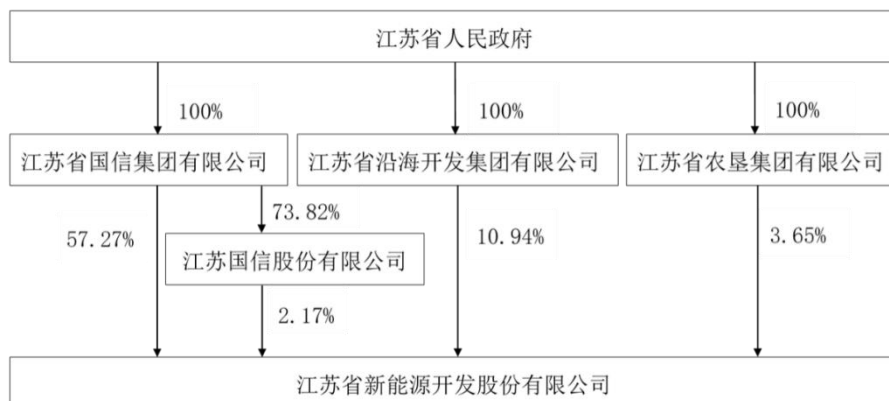 江苏省人民政府
100%
100%
100%
江苏省国信集团有限公司
江苏省沿海开发集团有限公司
江苏省农垦集团有限公司
73.82%
57.27%
10.94%
3.65%
江苏国信股份有限公司
2.17%
江苏省新能源开发股份有限公司